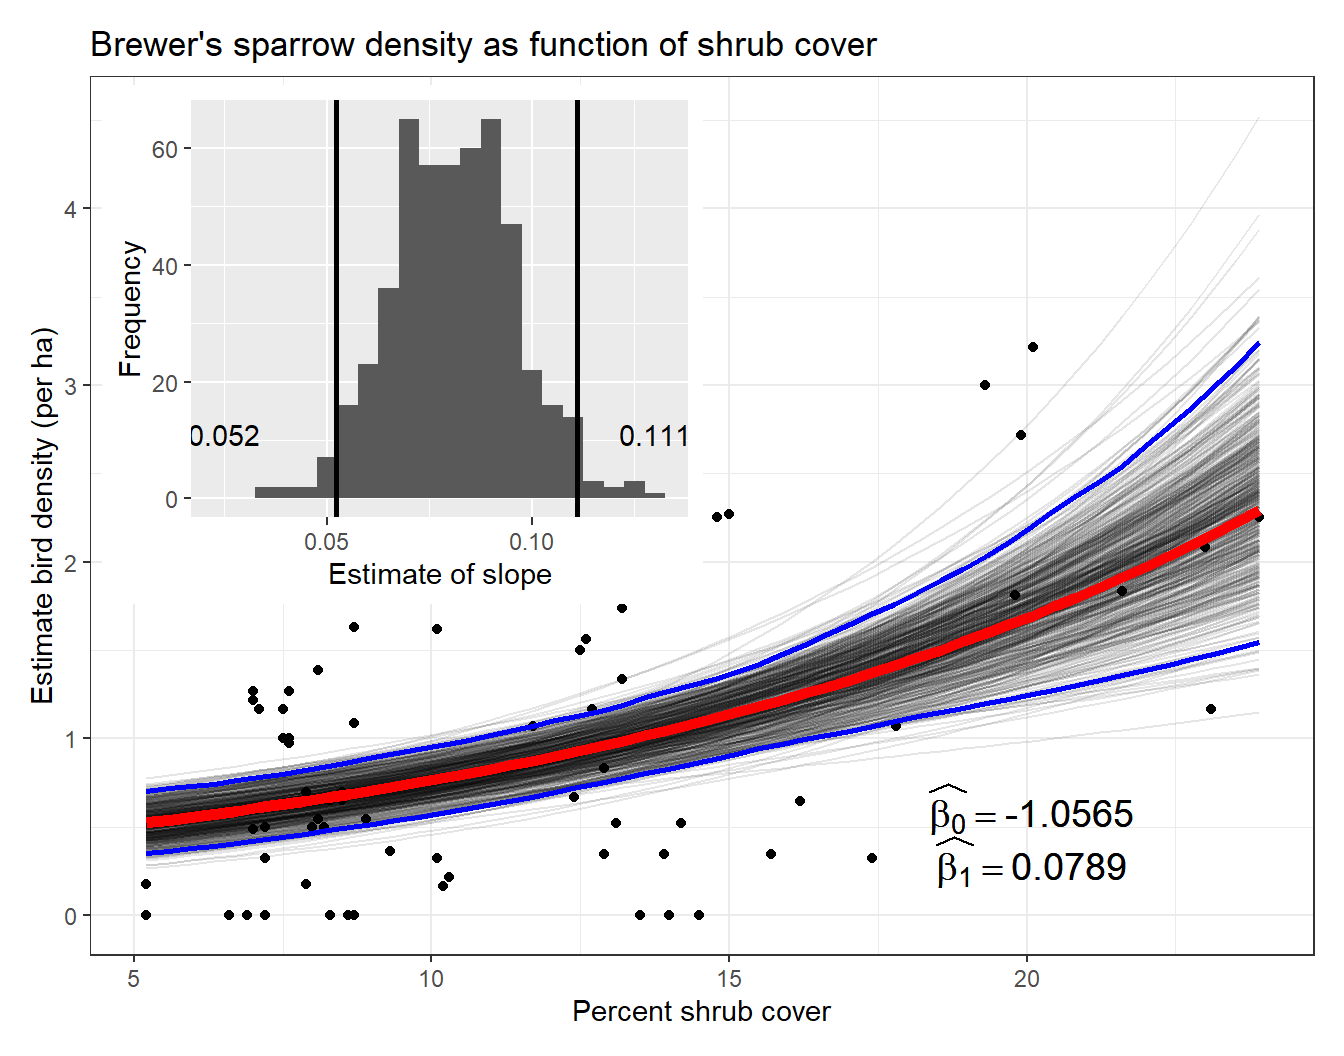 Brewer's sparrow density as function of shrub cover
Estimate bird density (per ha)
4
3
2
1
0
Frequency
60
40
20
0
0.052
0.111
0.05 0.10
Estimate of slope
β0 = -1.0565
β1 = 0.0789
5 10 15 20
Percent shrub cover